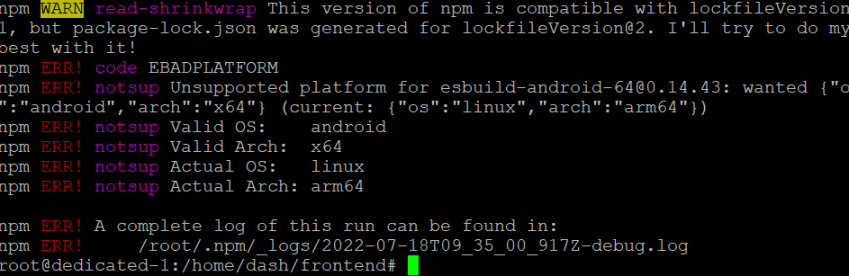 npm WARN read-shrinkwrap This version of npm is compatible with lockfileVersion@
1, but package-lock.json was generated for lockfileVersion@2. I'll try to do my
best with it!
npm ERR! code EBADPLATFORM
npm ERR! notsup Unsupported platform for esbuild-android-64@0.14.43: wanted {"o
":"android","arch":"x64"} (current: {"os":"linux","arch":"arm64"})
npm ERR! notsup Valid OS:    android
npm ERR! notsup Valid Arch:  x64
npm ERR! notsup Actual OS:   linux
npm ERR! notsup Actual Arch: arm64
npm ERR! A complete log of this run can be found in:
npm ERR!     /root/.npm/_logs/2022-07-18T09_35_00_917Z-debug.log
root@dedicated-1:/home/dash/frontend#